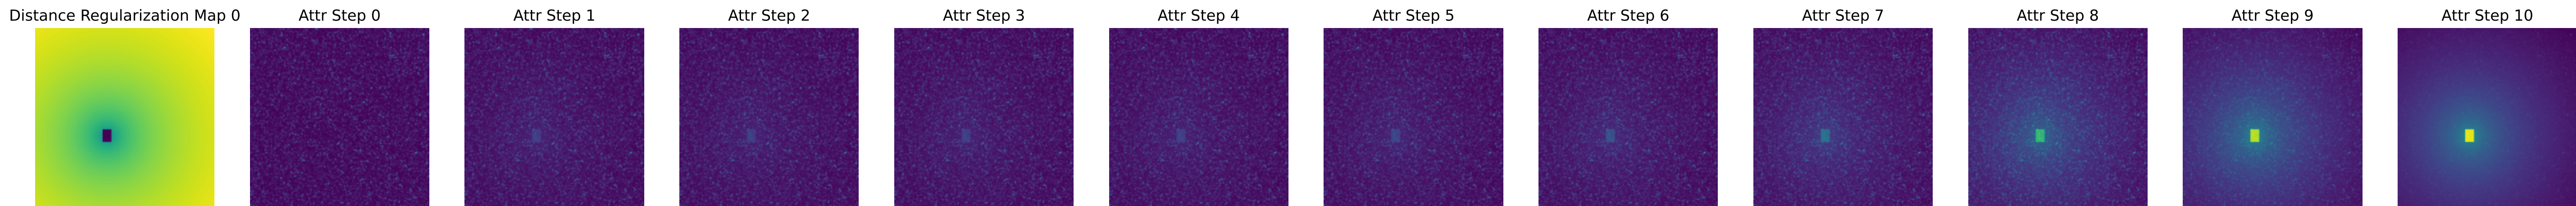 Distance Regularization Map 0
Attr Step 0
Attr Step 1
Attr Step 2
Attr Step 3
Attr Step 4
Attr Step 5
Attr Step 6
Attr Step 7
Attr Step 8
Attr Step 9
Attr Step 10